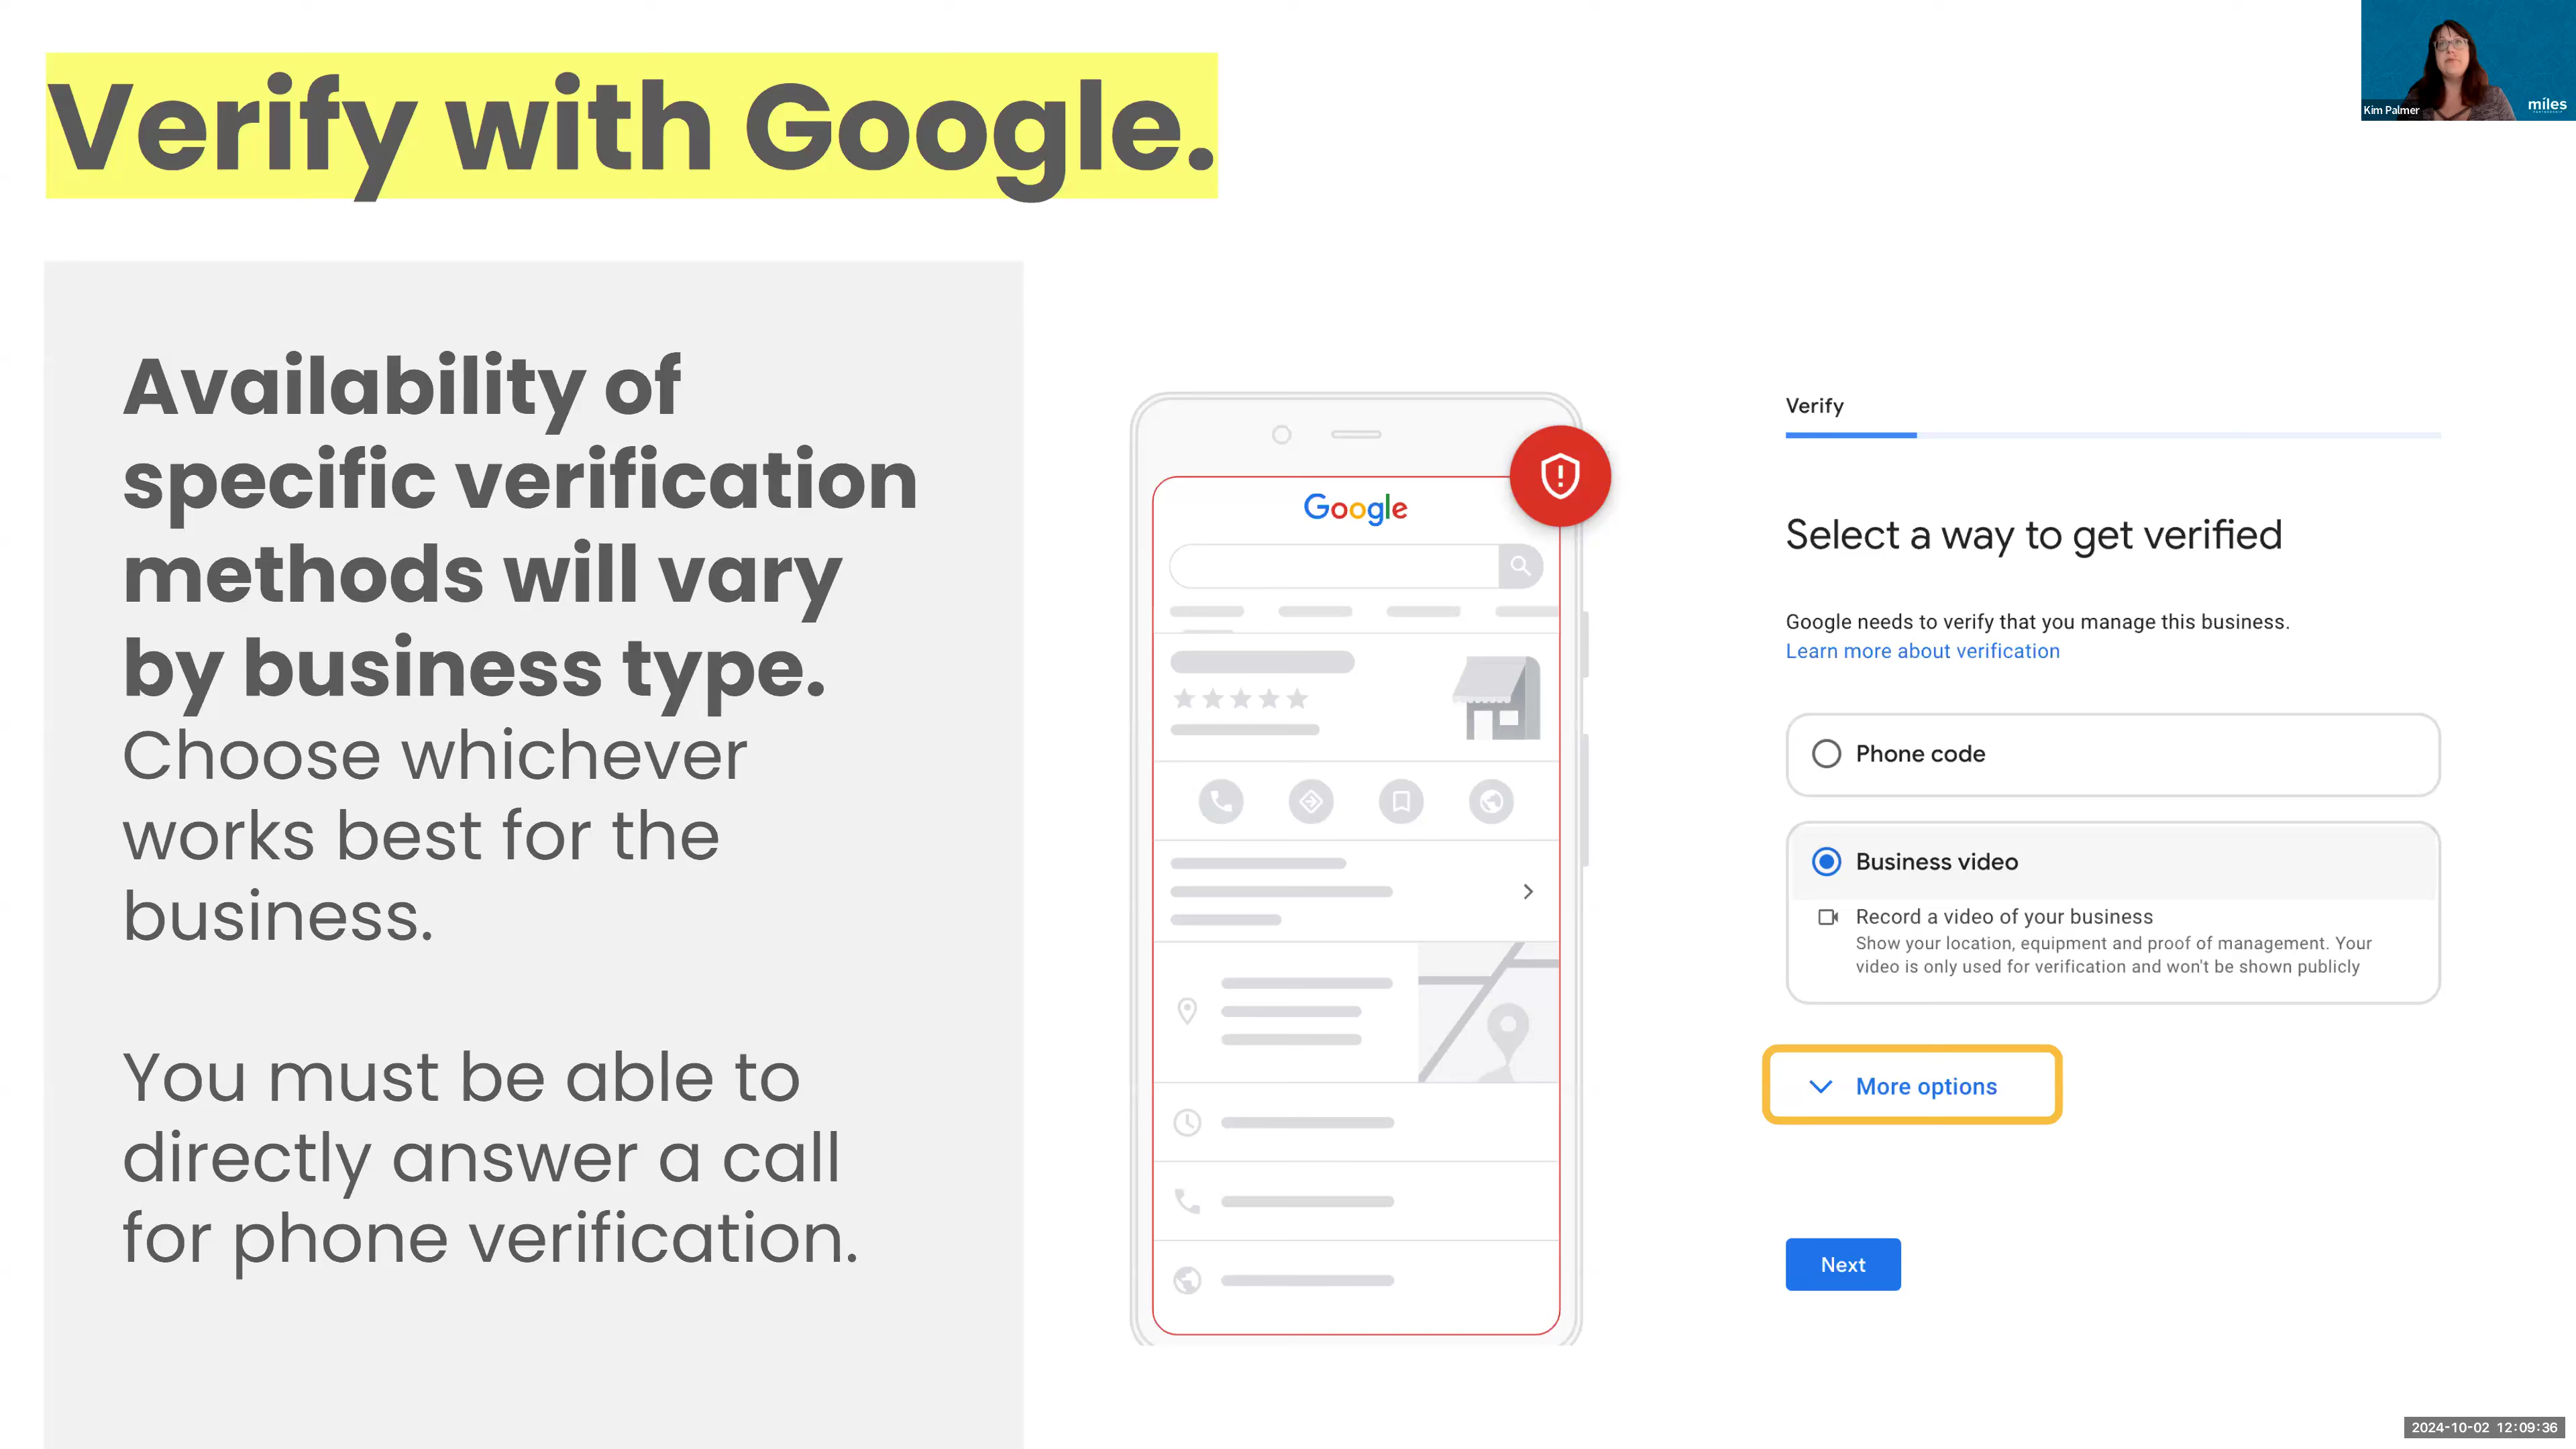 Verify with Google.
Kim Palmer
miles
Availability of
specific verification
methods will vary
by business type.
Choose whichever
works best for the
business.
You must be able to
directly answer a call
for phone verification.
Google
Verify
Select a way to get verified
Google needs to verify that you manage this business.
Learn more about verification
Phone code
Business video
Record a video of your business
Show your location, equipment and proof of management. Your
video is only used for verification and won't be shown publicly
More options
Next
2024-10-02 12:09:36